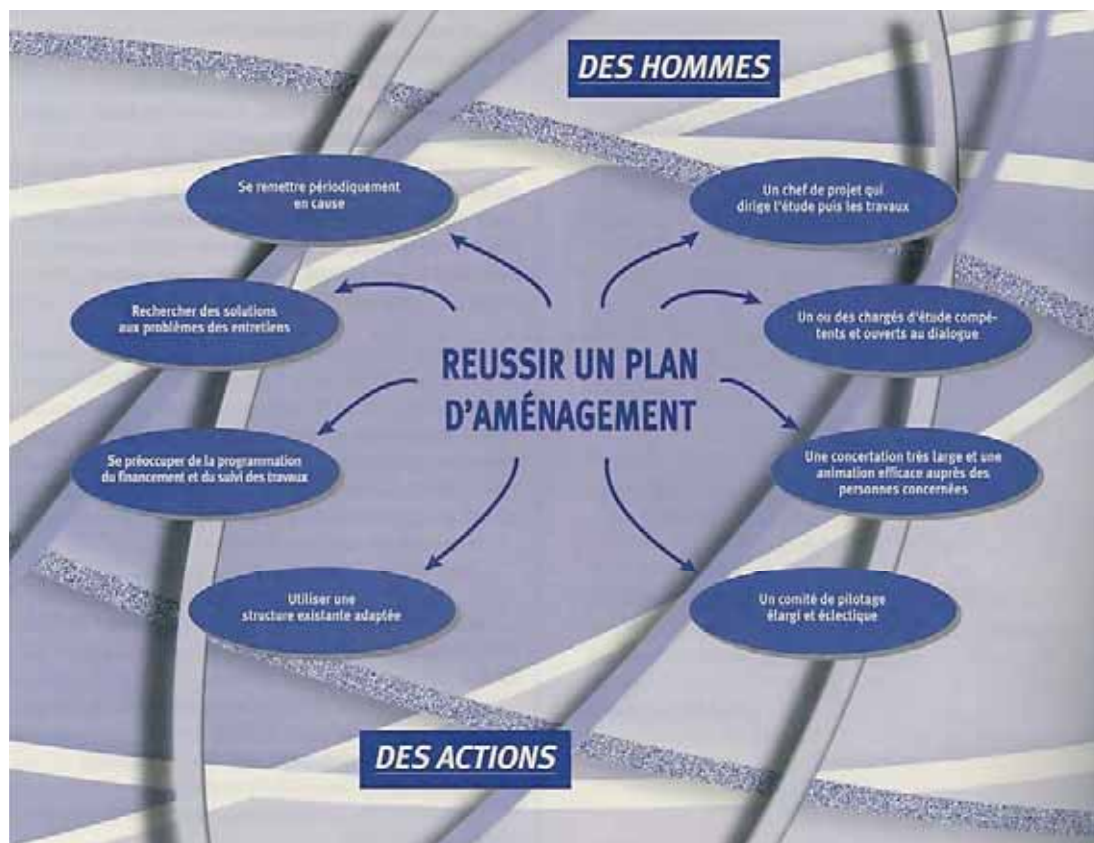 DES HOMMES
Se remettre périodiquement
en cause
Un chef de projet qui
dirige l'étude puis les travaux
Rechercher des solutions
aux problèmes des entretiens
Un ou des chargés d'étude compé-
tents et ouverts au dialogue
REUSSIR UN PLAN
D'AMÉNAGEMENT
Se préoccuper de la programmation
du financement et du suivi des travaux
Une concertation très large et une
animation efficace auprès des
personnes concernées
Utiliser une
structure existante adaptée
Un comité de pilotage
élargi et éclectique
DES ACTIONS